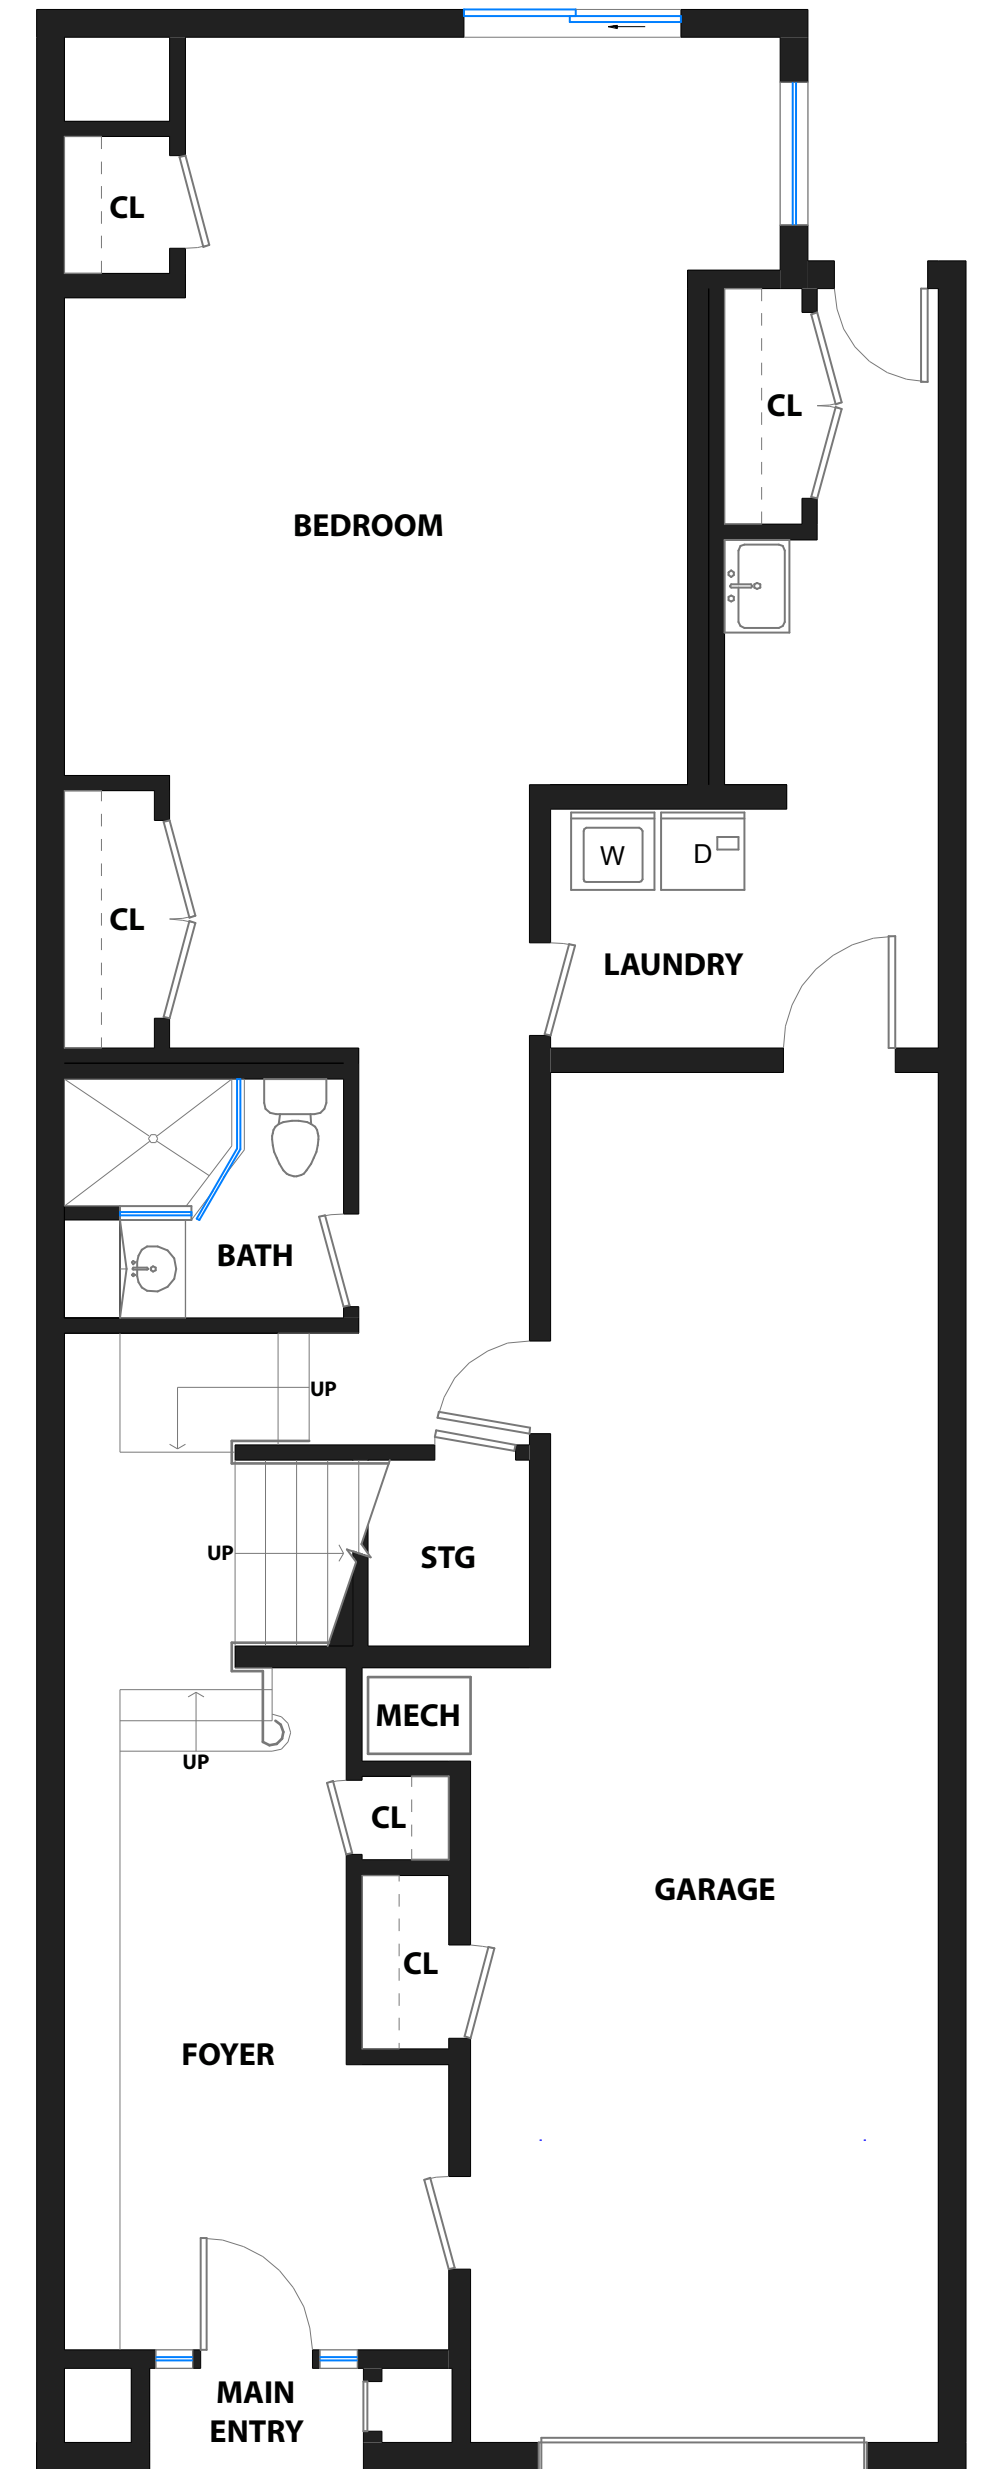 CL
CL
BEDROOM
W
D
CL
LAUNDRY
BATH
UP
UP
STG
MECH
UP
CL
GARAGE
CL
FOYER
MAIN
ENTRY